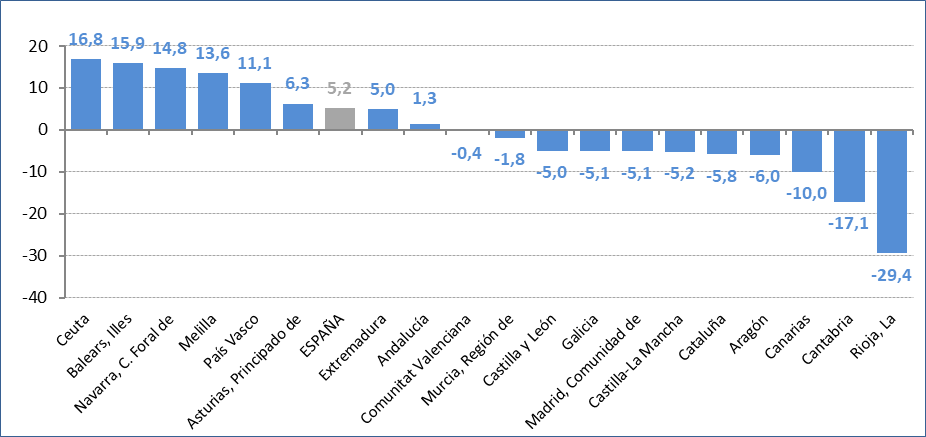 16,8
15,9
14,8
13,6
11,1
6,3
5,2
5,0
1,3
-0,4
-1,8
-5,0
-5,1
-5,1
-5,2
-5,8
-6,0
-10,0
-17,1
-29,4
20
10
0
-10
-20
-30
-40
Ceuta
Balears, Illes
Navarra, C. Foral de
Melilla
País Vasco
Asturias, Principado de
ESPAÑA
Extremadura
Andalucía
Comunitat Valenciana
Murcia, Región de
Castilla y León
Galicia
Madrid, Comunidad de
Castilla-La Mancha
Cataluña
Aragón
Canarias
Cantabria
Rioja, La